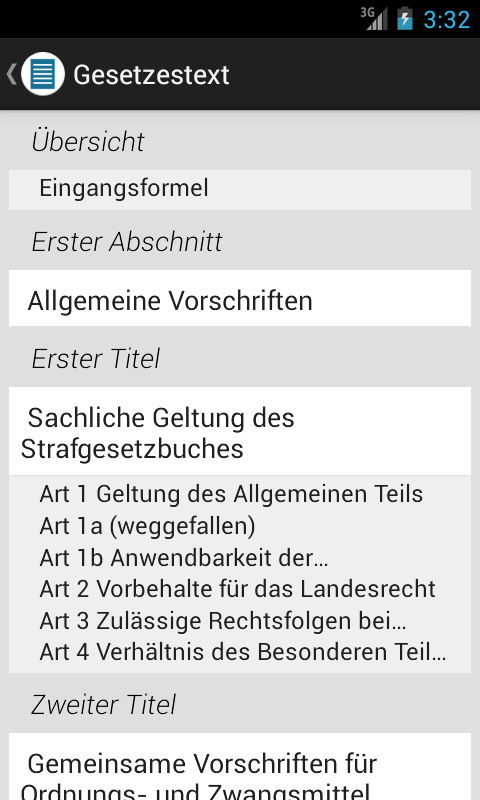 3G 3:32
Gesetzestext
Übersicht
Eingangsformel
Erster Abschnitt
Allgemeine Vorschriften
Erster Titel
Sachliche Geltung des
Strafgesetzbuches
Art 1 Geltung des Allgemeinen Teils
Art 1a (weggefallen)
Art 1b Anwendbarkeit der…
Art 2 Vorbehalte für das Landesrecht
Art 3 Zulässige Rechtsfolgen bei…
Art 4 Verhältnis des Besonderen Teil…
Zweiter Titel
Gemeinsame Vorschriften für
Ordnungs- und Zwangsmittel